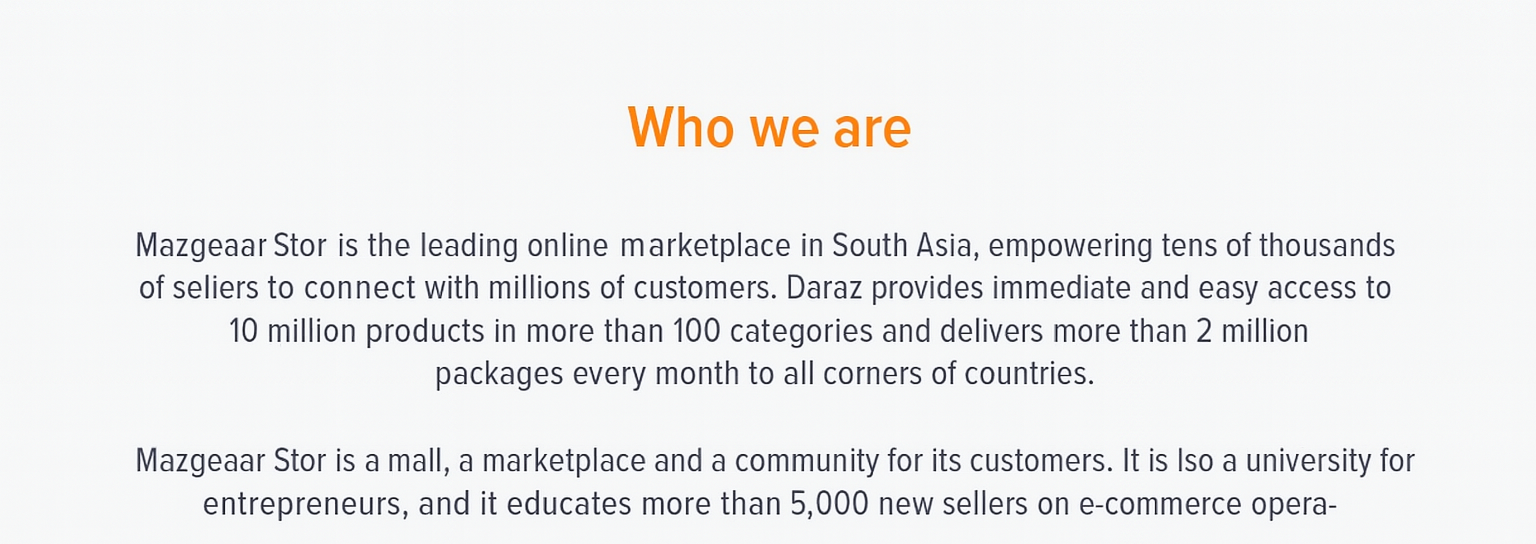 Who we are
Mazgeaar Stor is the leading online marketplace in South Asia, empowering tens of thousands
of seliers to connect with millions of customers. Daraz provides immediate and easy access to
10 million products in more than 100 categories and delivers more than 2 million
packages every month to all corners of countries.
Mazgeaar Stor is a mall, a marketplace and a community for its customers. It is lso a university for
entrepreneurs, and it educates more than 5,000 new sellers on e-commerce opera-